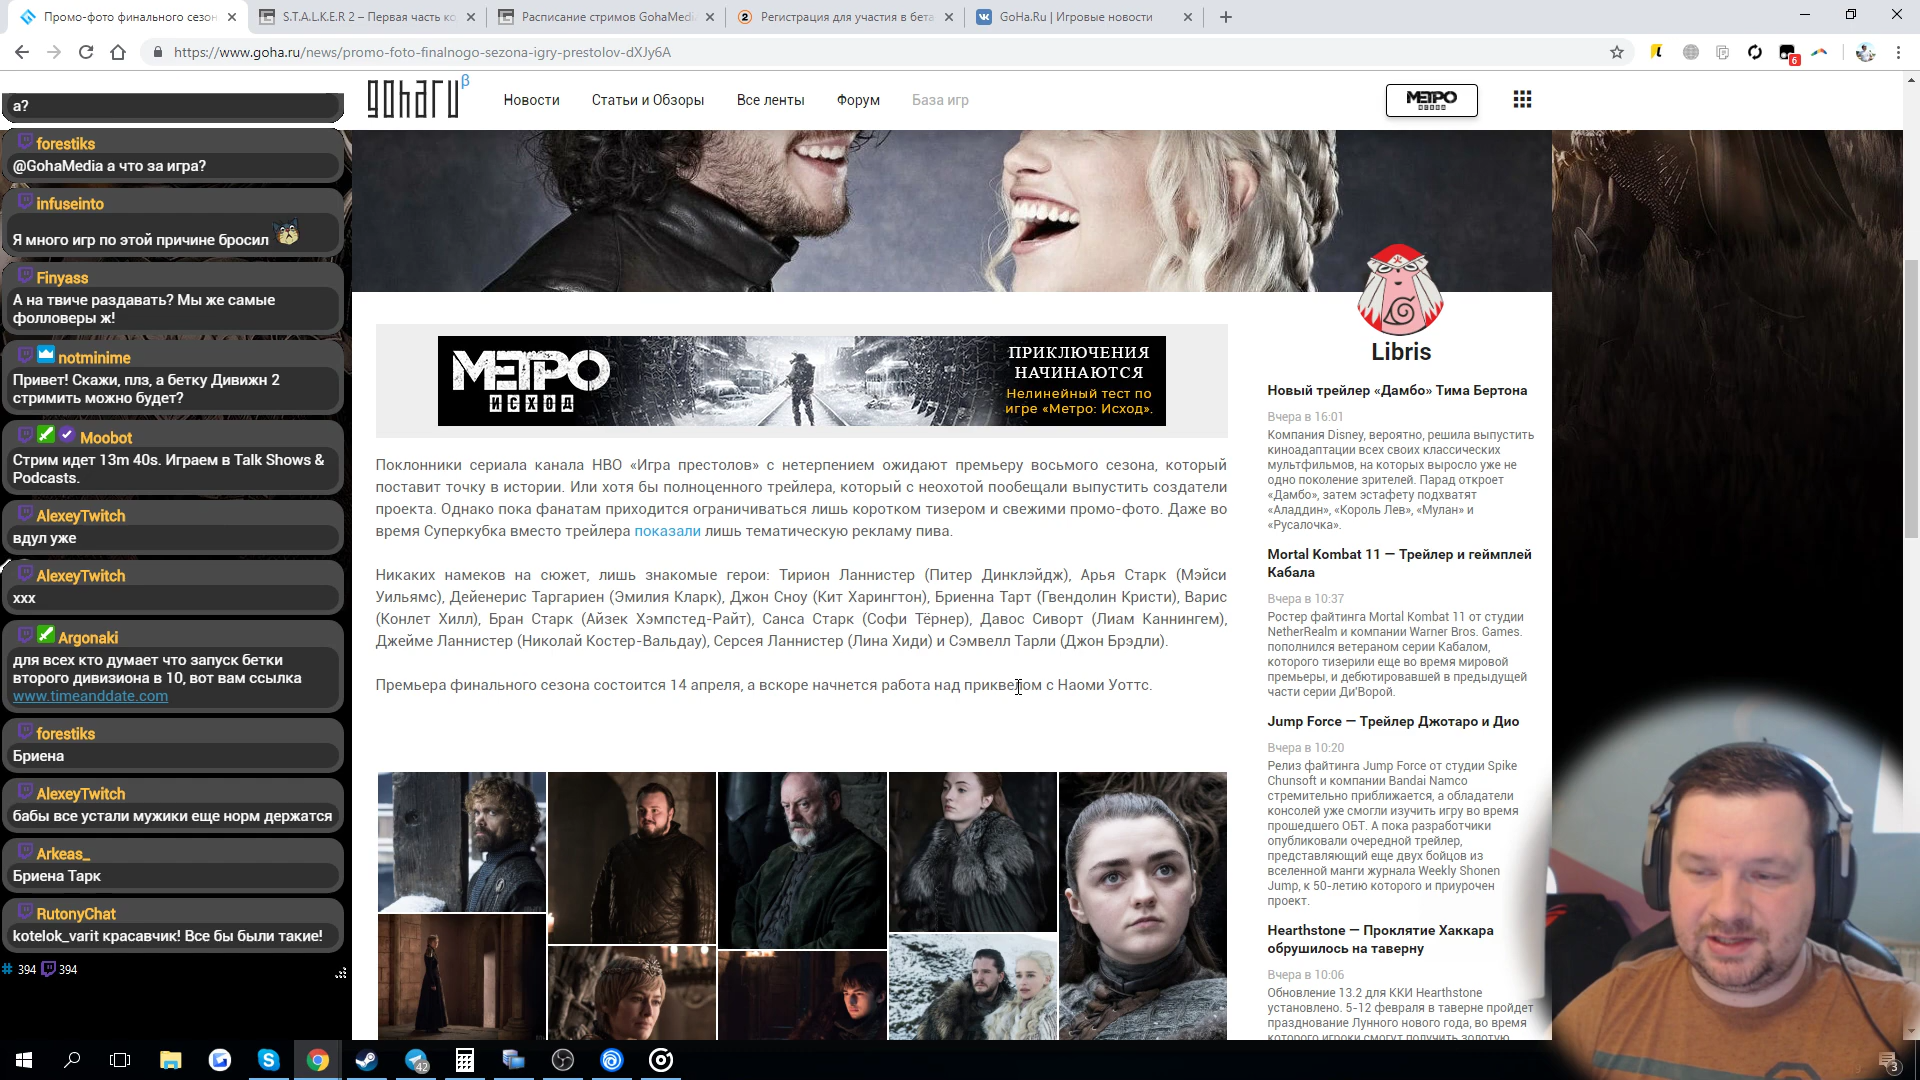 Промо-фото финального сезон
S.T.A.L.K.E.R 2 – Первая часть ко
Расписание стримов GohaMedi
Регистрация для участия в бета
GoHa.Ru | Игровые новости
https://www.goha.ru/news/promo-foto-finalnogo-sezona-igry-prestolov-dXJy6A
6
goharu β
Новости
Статьи и Обзоры
Все ленты
Форум
База игр
МЕТРО
ИСХОД
а?
forestiks
@GohaMedia а что за игра?
infuseinto
Я много игр по этой причине бросил
Finyass
А на твиче раздавать? Мы же самые
фолловеры ж!
notminime
Привет! Скажи, плз, а бетку Дивижн 2
стримить можно будет?
Moobot
Стрим идет 13m 40s. Играем в Talk Shows &
Podcasts.
AlexeyTwitch
вдул уже
AlexeyTwitch
xxx
Argonaki
для всех кто думает что запуск бетки
второго дивизиона в 10, вот вам ссылка
www.timeanddate.com
forestiks
Бриена
AlexeyTwitch
бабы все устали мужики еще норм держатся
Arkeas_
Бриена Тарк
RutonyChat
kotelok_varit красавчик! Все бы были такие!
# 394 394
МЕТРО
ИСХОД
ПРИКЛЮЧЕНИЯ
НАЧИНАЮТСЯ
Нелинейный тест по
игре «Метро: Исход».
Поклонники сериала канала HBO «Игра престолов» с нетерпением ожидают премьеру восьмого сезона, который
поставит точку в истории. Или хотя бы полноценного трейлера, который с неохотой пообещали выпустить создатели
проекта. Однако пока фанатам приходится ограничиваться лишь коротком тизером и свежими промо-фото. Даже во
время Суперкубка вместо трейлера показали лишь тематическую рекламу пива.
Никаких намеков на сюжет, лишь знакомые герои: Тирион Ланнистер (Питер Динклэйдж), Арья Старк (Мэйси
Уильямс), Дейенерис Таргариен (Эмилия Кларк), Джон Сноу (Кит Харингтон), Бриенна Тарт (Гвендолин Кристи), Варис
(Конлет Хилл), Бран Старк (Айзек Хэмпстед-Райт), Санса Старк (Софи Тёрнер), Давос Сиворт (Лиам Каннингем),
Джейме Ланнистер (Николай Костер-Вальдау), Серсея Ланнистер (Лина Хиди) и Сэмвелл Тарли (Джон Брэдли).
Премьера финального сезона состоится 14 апреля, а вскоре начнется работа над приквелом с Наоми Уоттс.
Libris
Новый трейлер «Дамбо» Тима Бертона
Вчера в 16:01
Компания Disney, вероятно, решила выпустить
киноадаптации всех своих классических
мультфильмов, на которых выросло уже не
одно поколение зрителей. Парад откроет
«Дамбо», затем эстафету подхватят
«Аладдин», «Король Лев», «Мулан» и
«Русалочка».
Mortal Kombat 11 — Трейлер и геймплей
Кабала
Вчера в 10:37
Ростер файтинга Mortal Kombat 11 от студии
NetherRealm и компании Warner Bros. Games.
пополнился ветераном серии Кабалом,
которого тизерили еще во время мировой
премьеры, и дебютировавшей в предыдущей
части серии Ди'Ворой.
Jump Force — Трейлер Джотаро и Дио
Вчера в 10:20
Релиз файтинга Jump Force от студии Spike
Chunsoft и компании Bandai Namco
стремительно приближается, а обладатели
консолей уже смогли изучить игру во время
прошедшего ОБТ. А пока разработчики
опубликовали очередной трейлер,
представляющий еще двух бойцов из
вселенной манги журнала Weekly Shonen
Jump, к 50-летию которого и приурочен
проект.
Hearthstone — Проклятие Хаккара
обрушилось на таверну
Вчера в 10:06
Обновление 13.2 для ККИ Hearthstone
установлено. 5-12 февраля в таверне пройдет
празднование Лунного нового года, во время
которого игроки смогут получить золотую
42
3